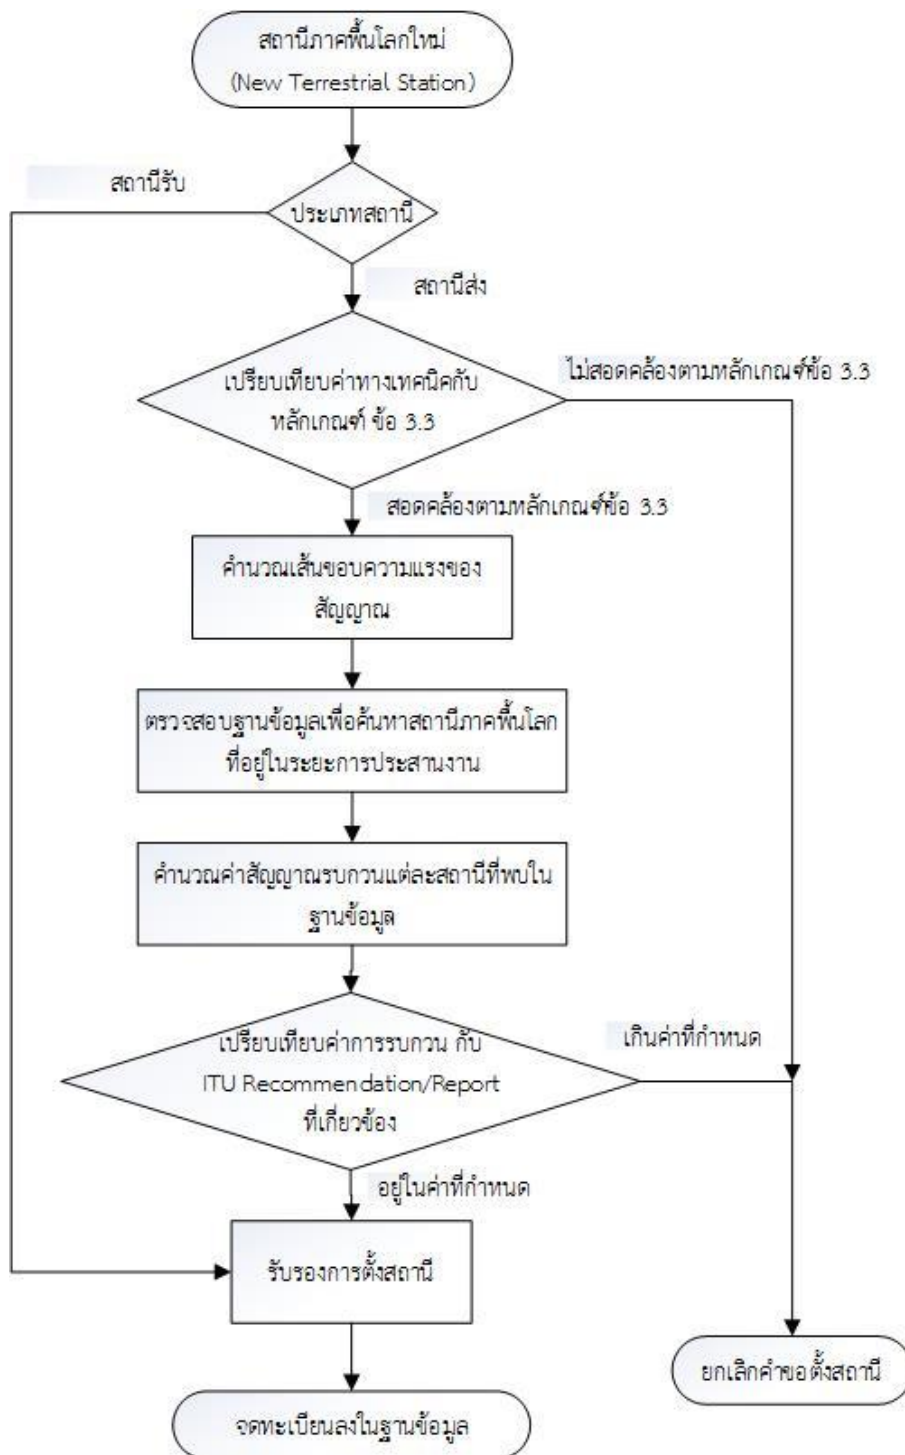 สถานีภาคพื้นโลกใหม่
(New Terrestrial Station)
สถานีรับ
ประเภทสถานี
สถานีส่ง
เปรียบเทียบค่าทางเทคนิคกับ
หลักเกณฑ์ ข้อ 3.3
ไม่สอดคล้องตามหลักเกณฑ์ข้อ 3.3
สอดคล้องตามหลักเกณฑ์ข้อ 3.3
คำนวณเส้นขอบความแรงของ
สัญญาณ
ตรวจสอบฐานข้อมูลเพื่อค้นหาสถานีภาคพื้นโลก
ที่อยู่ในระยะการประสานงาน
คำนวณค่าสัญญาณรบกวนแต่ละสถานีที่พบใน
ฐานข้อมูล
เปรียบเทียบค่าการรบกวน กับ
ITU Recommendation/Report
ที่เกี่ยวข้อง
เกินค่าที่กำหนด
อยู่ในค่าที่กำหนด
รับรองการตั้งสถานี
ยกเลิกคำขอตั้งสถานี
จดทะเบียนลงในฐานข้อมูล